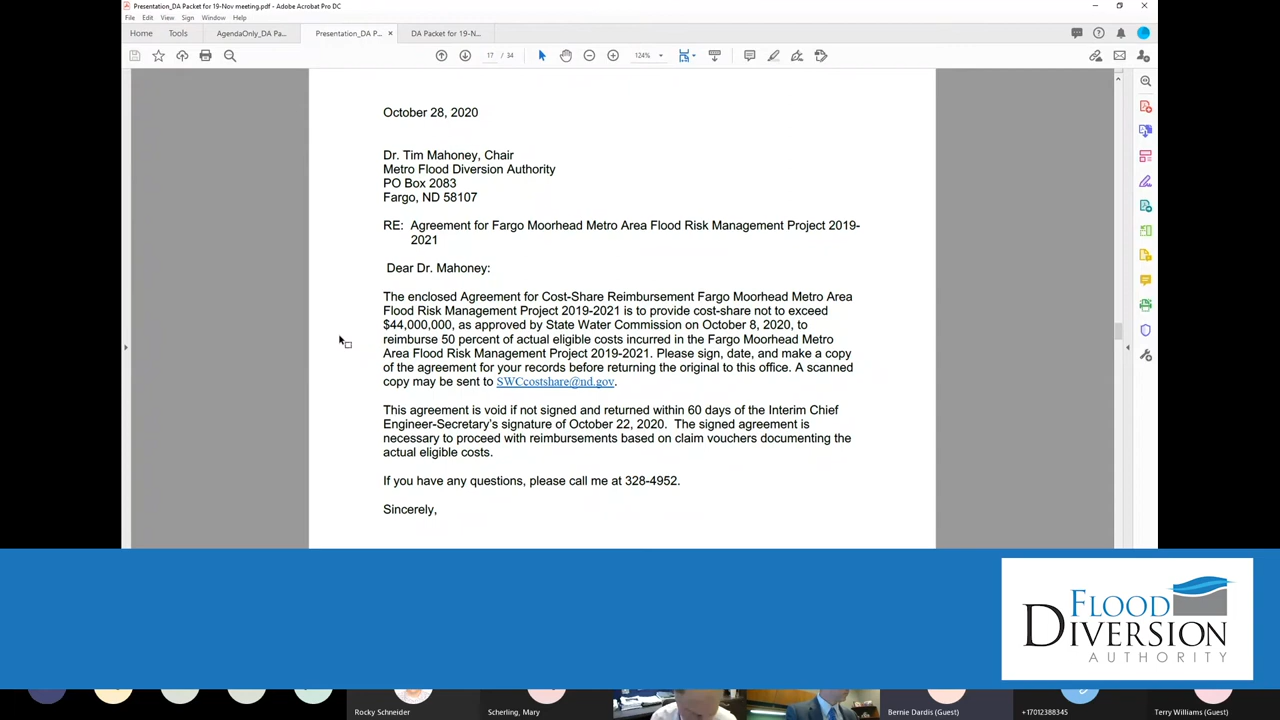 Presentation_DA Packet for 19-Nov meeting.pdf - Adobe Acrobat Pro DC
File Edit View Sign Window Help
Home Tools AgendaOnly_DA Pa... Presentation_DA P... × DA Packet for 19-N...
17 / 34 124%
October 28, 2020
Dr. Tim Mahoney, Chair
Metro Flood Diversion Authority
PO Box 2083
Fargo, ND 58107
RE: Agreement for Fargo Moorhead Metro Area Flood Risk Management Project 2019-
2021
Dear Dr. Mahoney:
The enclosed Agreement for Cost-Share Reimbursement Fargo Moorhead Metro Area
Flood Risk Management Project 2019-2021 is to provide cost-share not to exceed
$44,000,000, as approved by State Water Commission on October 8, 2020, to
reimburse 50 percent of actual eligible costs incurred in the Fargo Moorhead Metro
Area Flood Risk Management Project 2019-2021. Please sign, date, and make a copy
of the agreement for your records before returning the original to this office. A scanned
copy may be sent to SWCcostshare@nd.gov.
This agreement is void if not signed and returned within 60 days of the Interim Chief
Engineer-Secretary's signature of October 22, 2020. The signed agreement is
necessary to proceed with reimbursements based on claim vouchers documenting the
actual eligible costs.
If you have any questions, please call me at 328-4952.
Sincerely,
FLOOD
DIVERSION
AUTHORITY
Rocky Schneider Scherling, Mary Bernie Dardis (Guest) +17012388345 Terry Williams (Guest)